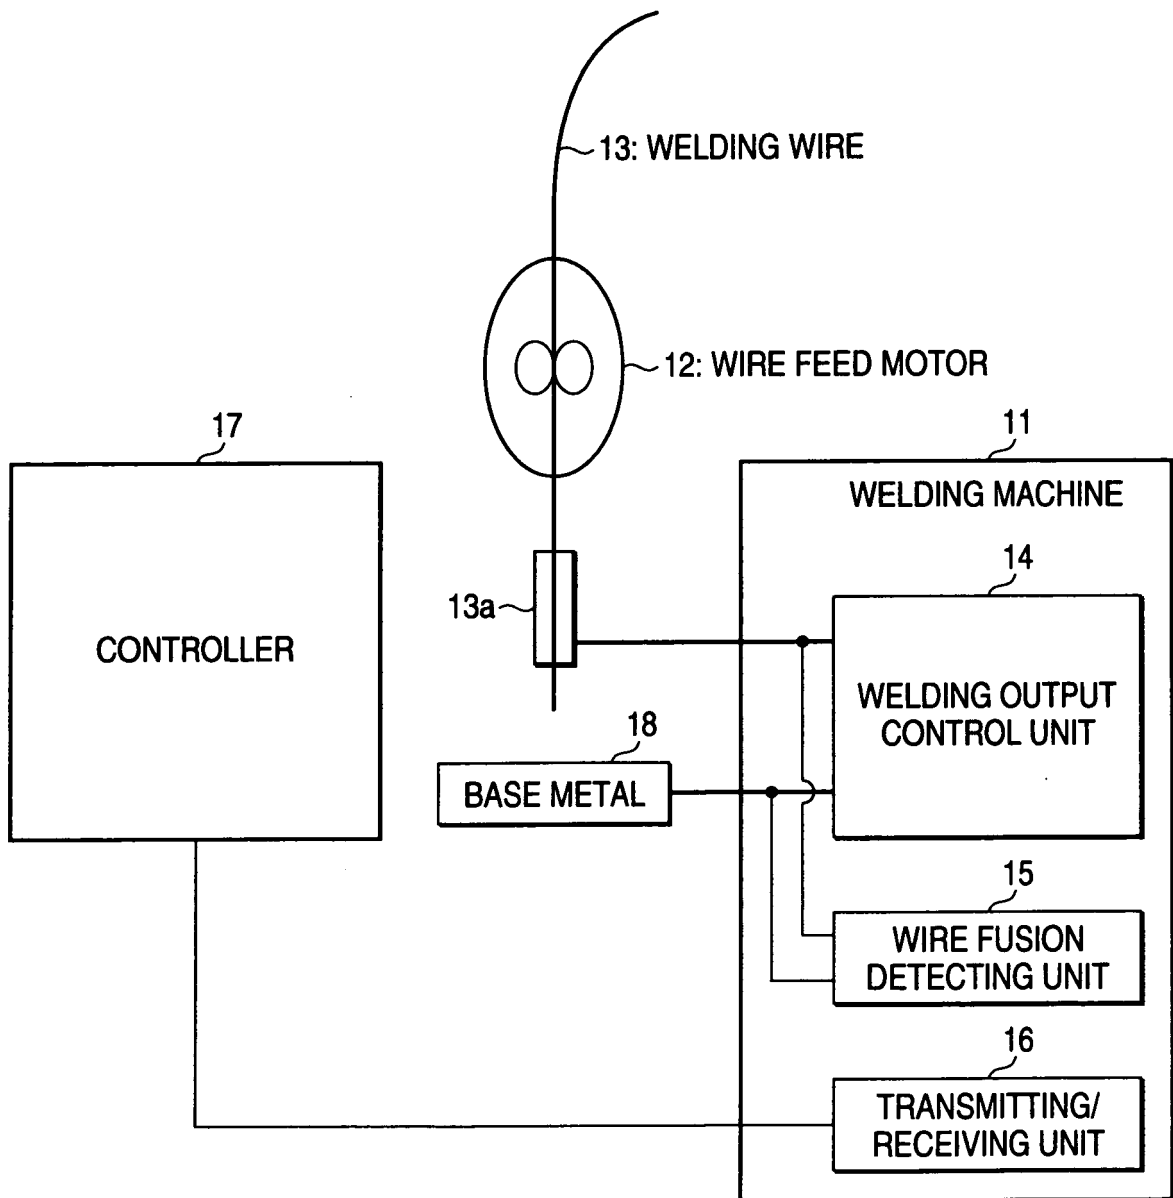 13: WELDING WIRE
12: WIRE FEED MOTOR
17
11
WELDING MACHINE
14
13a
CONTROLLER
WELDING OUTPUT
CONTROL UNIT
18
BASE METAL
15
WIRE FUSION
DETECTING UNIT
16
TRANSMITTING/
RECEIVING UNIT